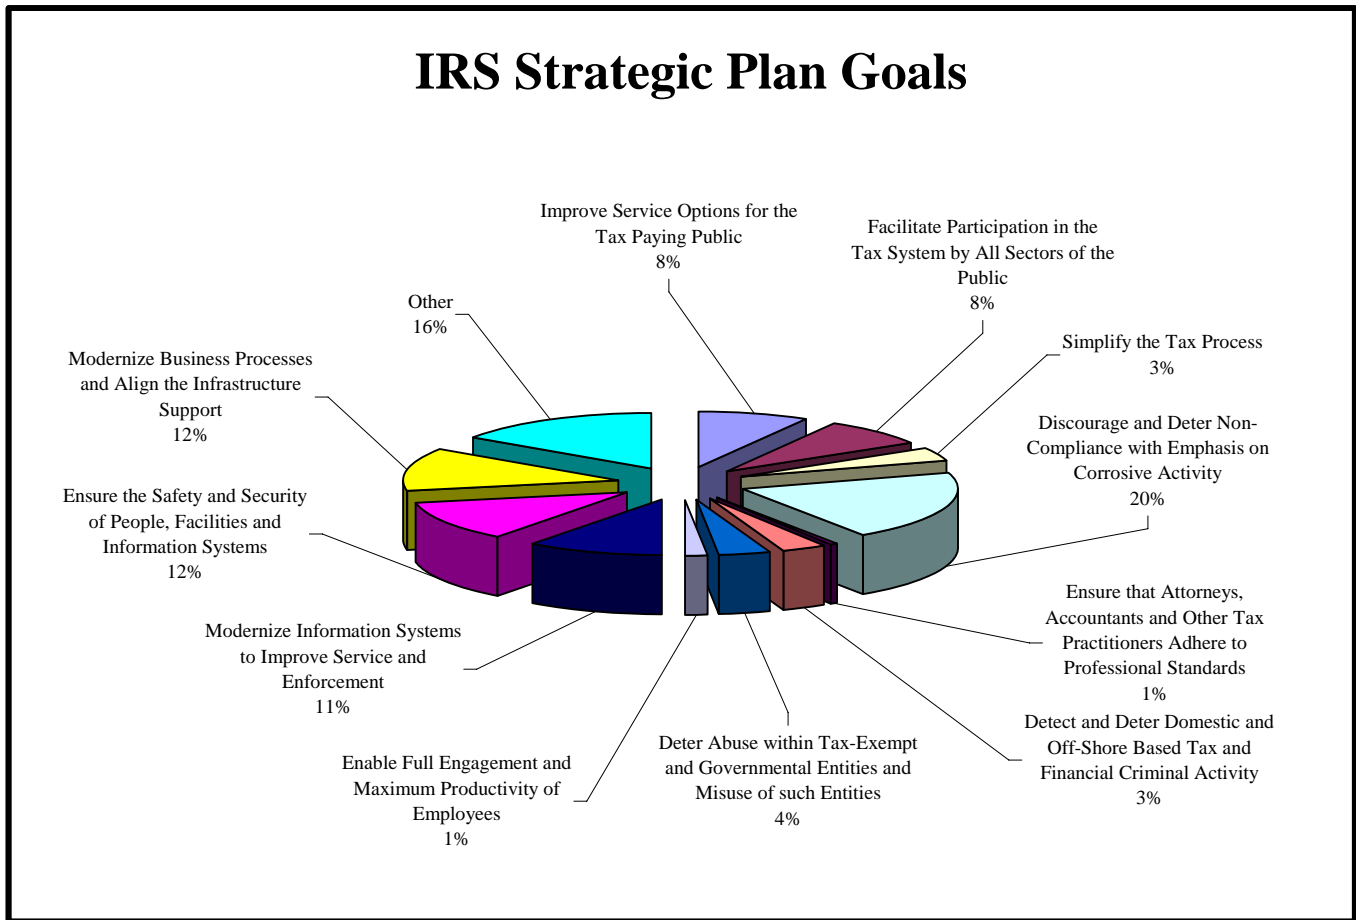 IRS Strategic Plan Goals
Improve Service Options for the
Tax Paying Public
8%
Facilitate Participation in the
Tax System by All Sectors of the
Public
8%
Simplify the Tax Process
3%
Discourage and Deter Non-
Compliance with Emphasis on
Corrosive Activity
20%
Ensure that Attorneys,
Accountants and Other Tax
Practitioners Adhere to
Professional Standards
1%
Detect and Deter Domestic and
Off-Shore Based Tax and
Financial Criminal Activity
3%
Deter Abuse within Tax-Exempt
and Governmental Entities and
Misuse of such Entities
4%
Enable Full Engagement and
Maximum Productivity of
Employees
1%
Modernize Information Systems
to Improve Service and
Enforcement
11%
Ensure the Safety and Security
of People, Facilities and
Information Systems
12%
Modernize Business Processes
and Align the Infrastructure
Support
12%
Other
16%